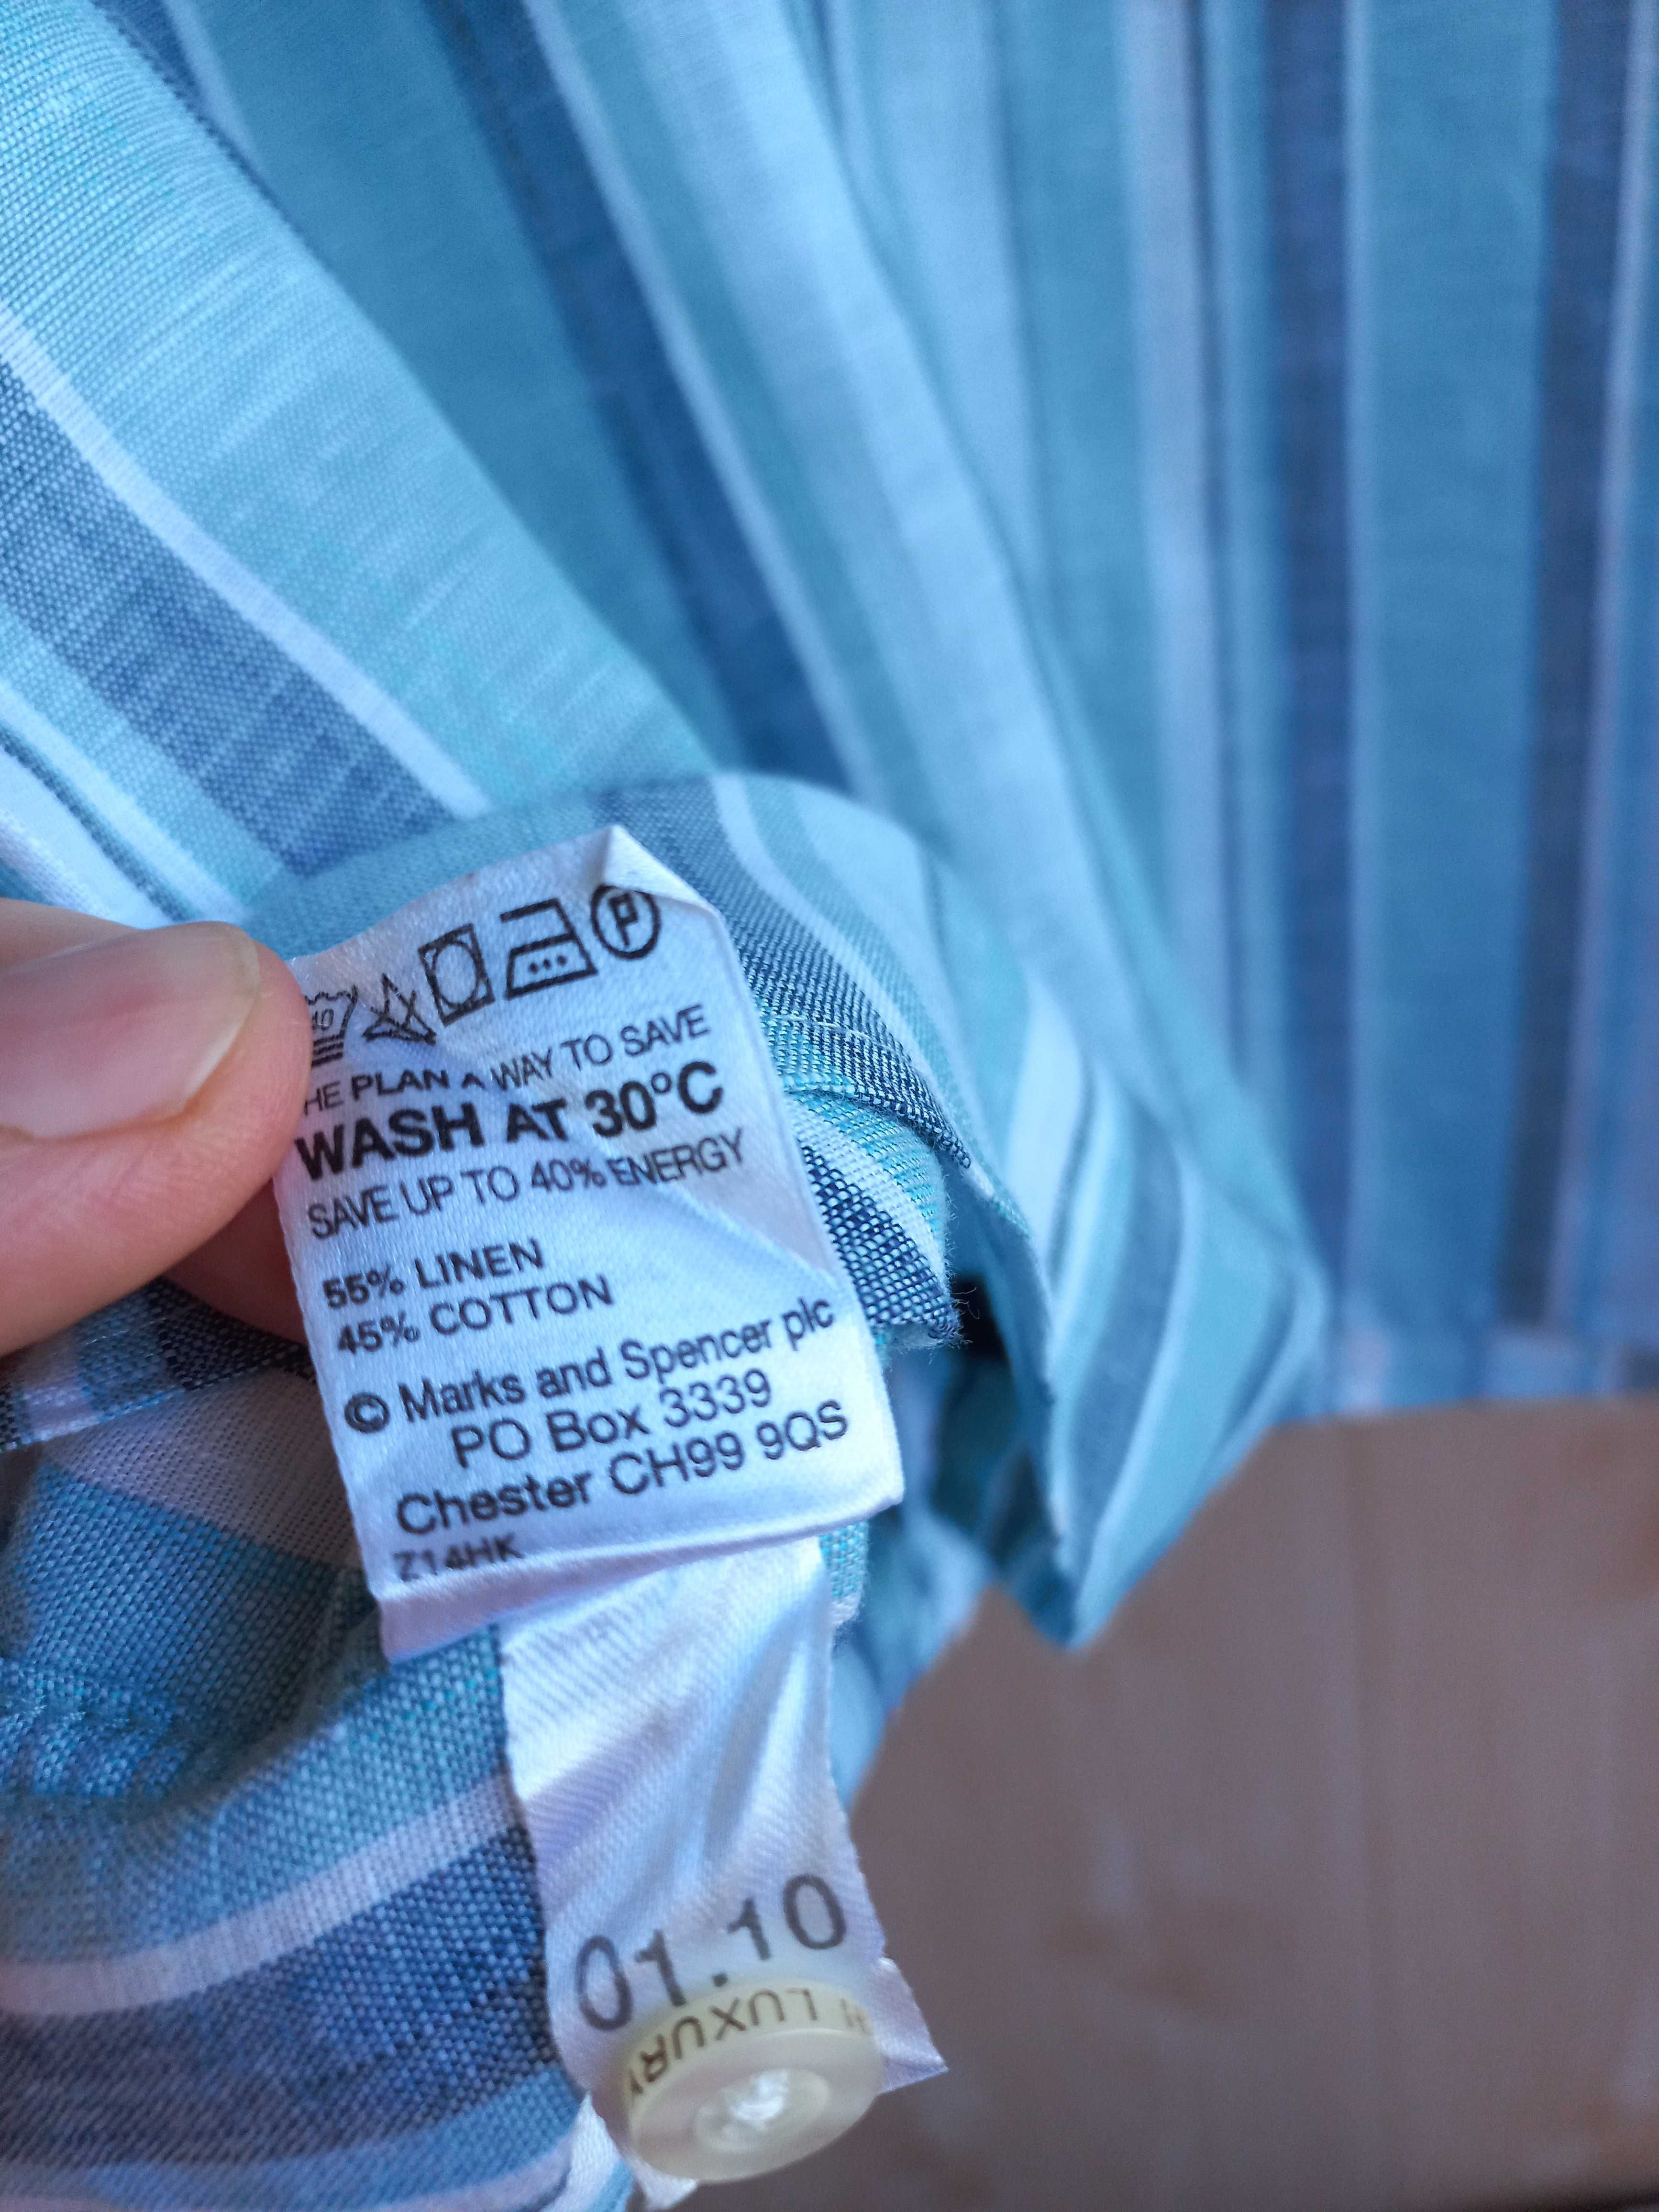 40
P
HE PLAN A WAY TO SAVE
WASH AT 30°C
SAVE UP TO 40% ENERGY
55% LINEN
45% COTTON
© Marks and Spencer plc
PO Box 3339
Chester CH99 9QS
Z14HK
01.10
LUXURY